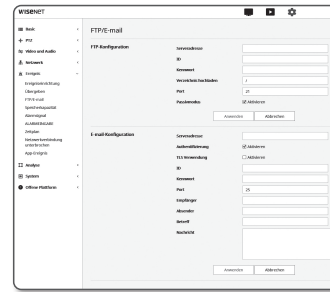 WISENET
Basic
PTZ
Video und Audio
Netzwerk
Ereignis
Ereigniseinrichtung
Übergeben
FTP/E-mail
Speicherkapazität
Alarmsignal
ALARMEINGABE
Zeitplan
Netzwerkverbindung
unterbrochen
App-Ereignis
Analyse
System
Offene Plattform
FTP/E-mail
FTP-Konfiguration
Serveradresse
ID
Kennwort
Verzeichnis hochladen /
Port 21
Passivmodus Aktivieren
Anwenden Abbrechen
E-mail-Konfiguration
Serveradresse
Authentifizierung Aktivieren
TLS Verwendung Aktivieren
ID
Kennwort
Port 25
Empfänger
Absender
Betreff
Nachricht
Anwenden Abbrechen